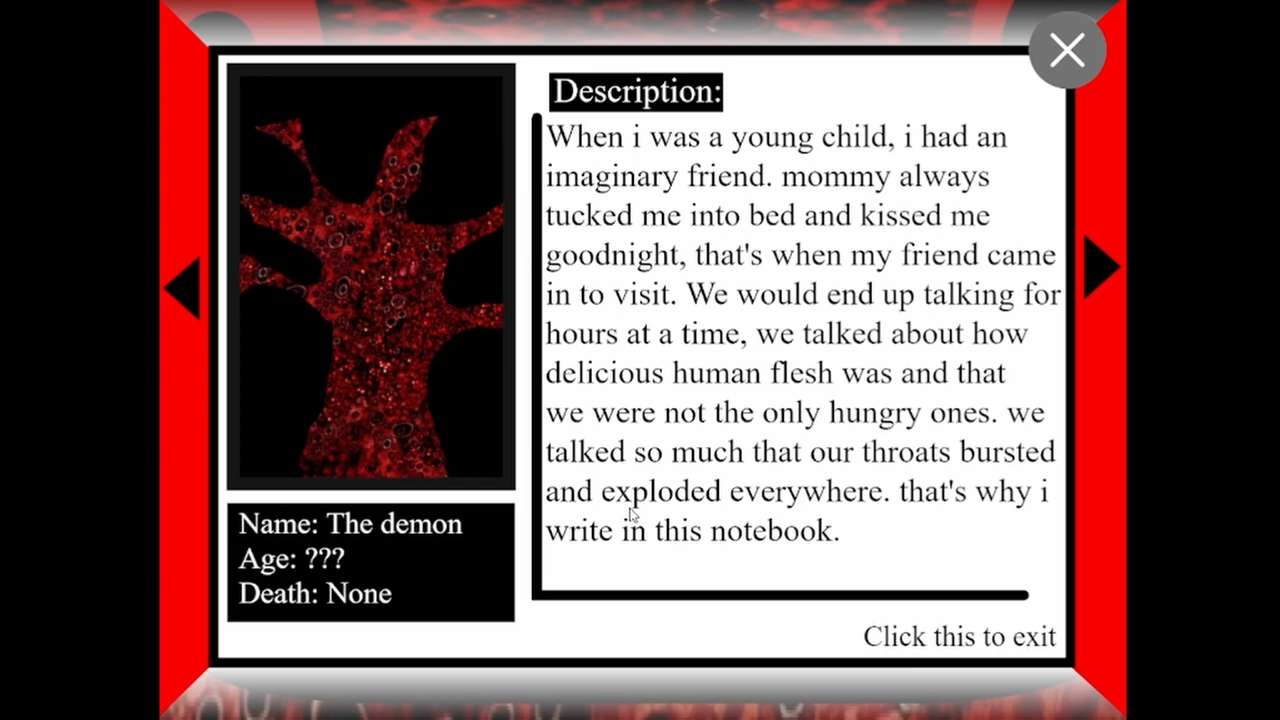 Description:
When i was a young child, i had an
imaginary friend. mommy always
tucked me into bed and kissed me
goodnight, that's when my friend came
in to visit. We would end up talking for
hours at a time, we talked about how
delicious human flesh was and that
we were not the only hungry ones. we
talked so much that our throats bursted
and exploded everywhere. that's why i
write in this notebook.
Name: The demon
Age: ???
Death: None
Click this to exit